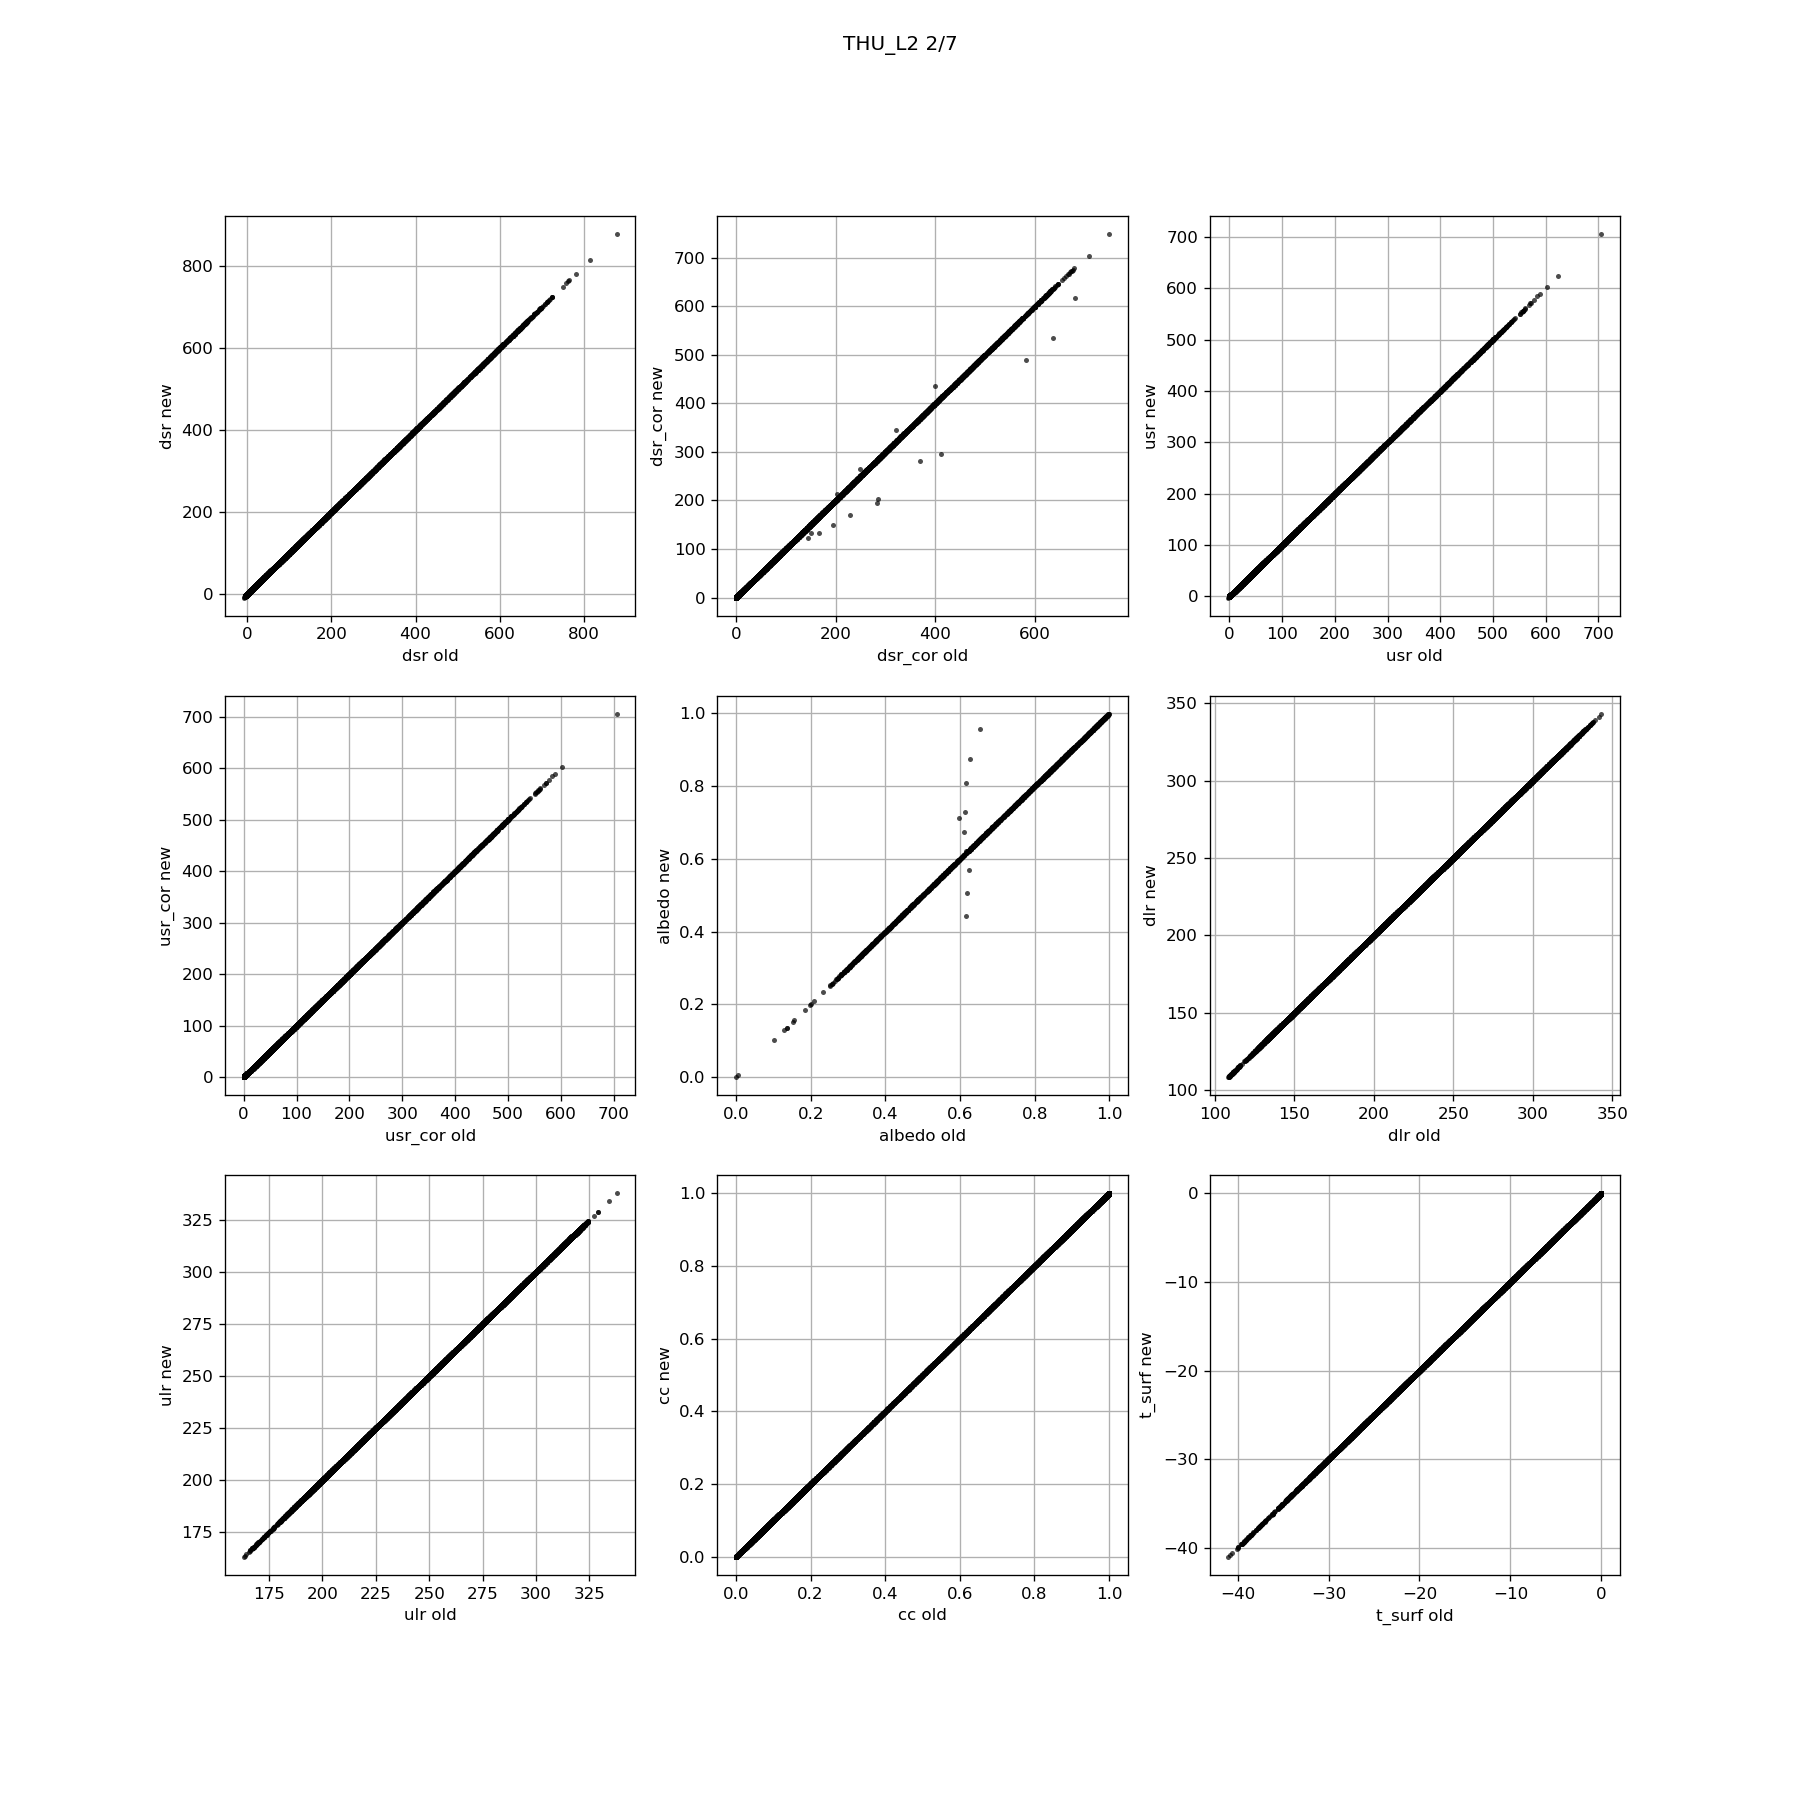 THU_L2 2/7
800
600
400
200
0
dsr new
0 200 400 600 800
dsr old
700
600
500
400
300
200
100
0
dsr_cor new
0 200 400 600
dsr_cor old
700
600
500
400
300
200
100
0
usr new
0 100 200 300 400 500 600 700
usr old
700
600
500
400
300
200
100
0
usr_cor new
0 100 200 300 400 500 600 700
usr_cor old
1.0
0.8
0.6
0.4
0.2
0.0
albedo new
0.0 0.2 0.4 0.6 0.8 1.0
albedo old
350
300
250
200
150
100
dlr new
100 150 200 250 300 350
dlr old
325
300
275
250
225
200
175
ulr new
175 200 225 250 275 300 325
ulr old
1.0
0.8
0.6
0.4
0.2
0.0
cc new
0.0 0.2 0.4 0.6 0.8 1.0
cc old
0
−10
−20
−30
−40
t_surf new
−40 −30 −20 −10 0
t_surf old